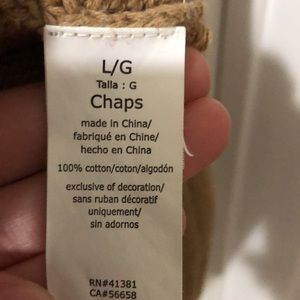 L/G
Talla : G
Chaps
made in China/
fabriqué en Chine/
hecho en China
100% cotton/coton/algodón
exclusive of decoration/
sans ruban décoratif
uniquement/
sin adornos
RN#41381
CA#56658